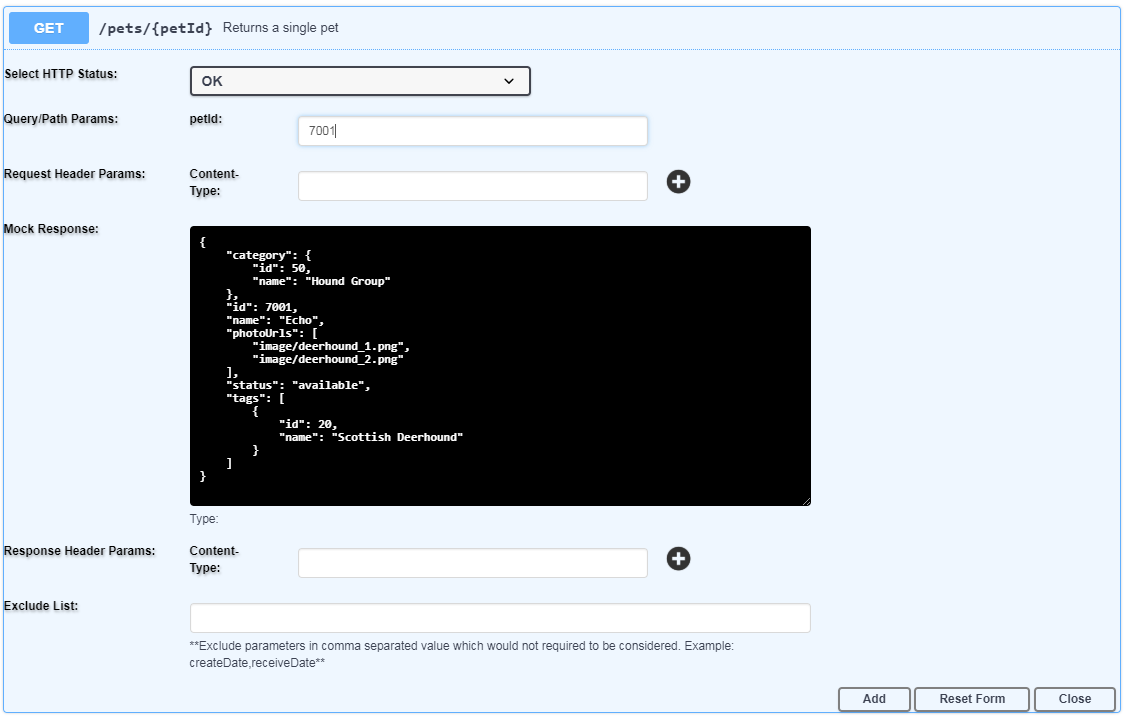 GET /pets/{petId} Returns a single pet
Select HTTP Status:
OK
Query/Path Params:
petId:
7001
Request Header Params:
Content-
Type:
Mock Response:
{
    "category": {
        "id": 50,
        "name": "Hound Group"
    },
    "id": 7001,
    "name": "Echo",
    "photoUrls": [
        "image/deerhound_1.png",
        "image/deerhound_2.png"
    ],
    "status": "available",
    "tags": [
        {
            "id": 20,
            "name": "Scottish Deerhound"
        }
    ]
}
Type:
Response Header Params:
Content-
Type:
Exclude List:
**Exclude parameters in comma separated value which would not required to be considered. Example:
createDate,receiveDate**
Add Reset Form Close